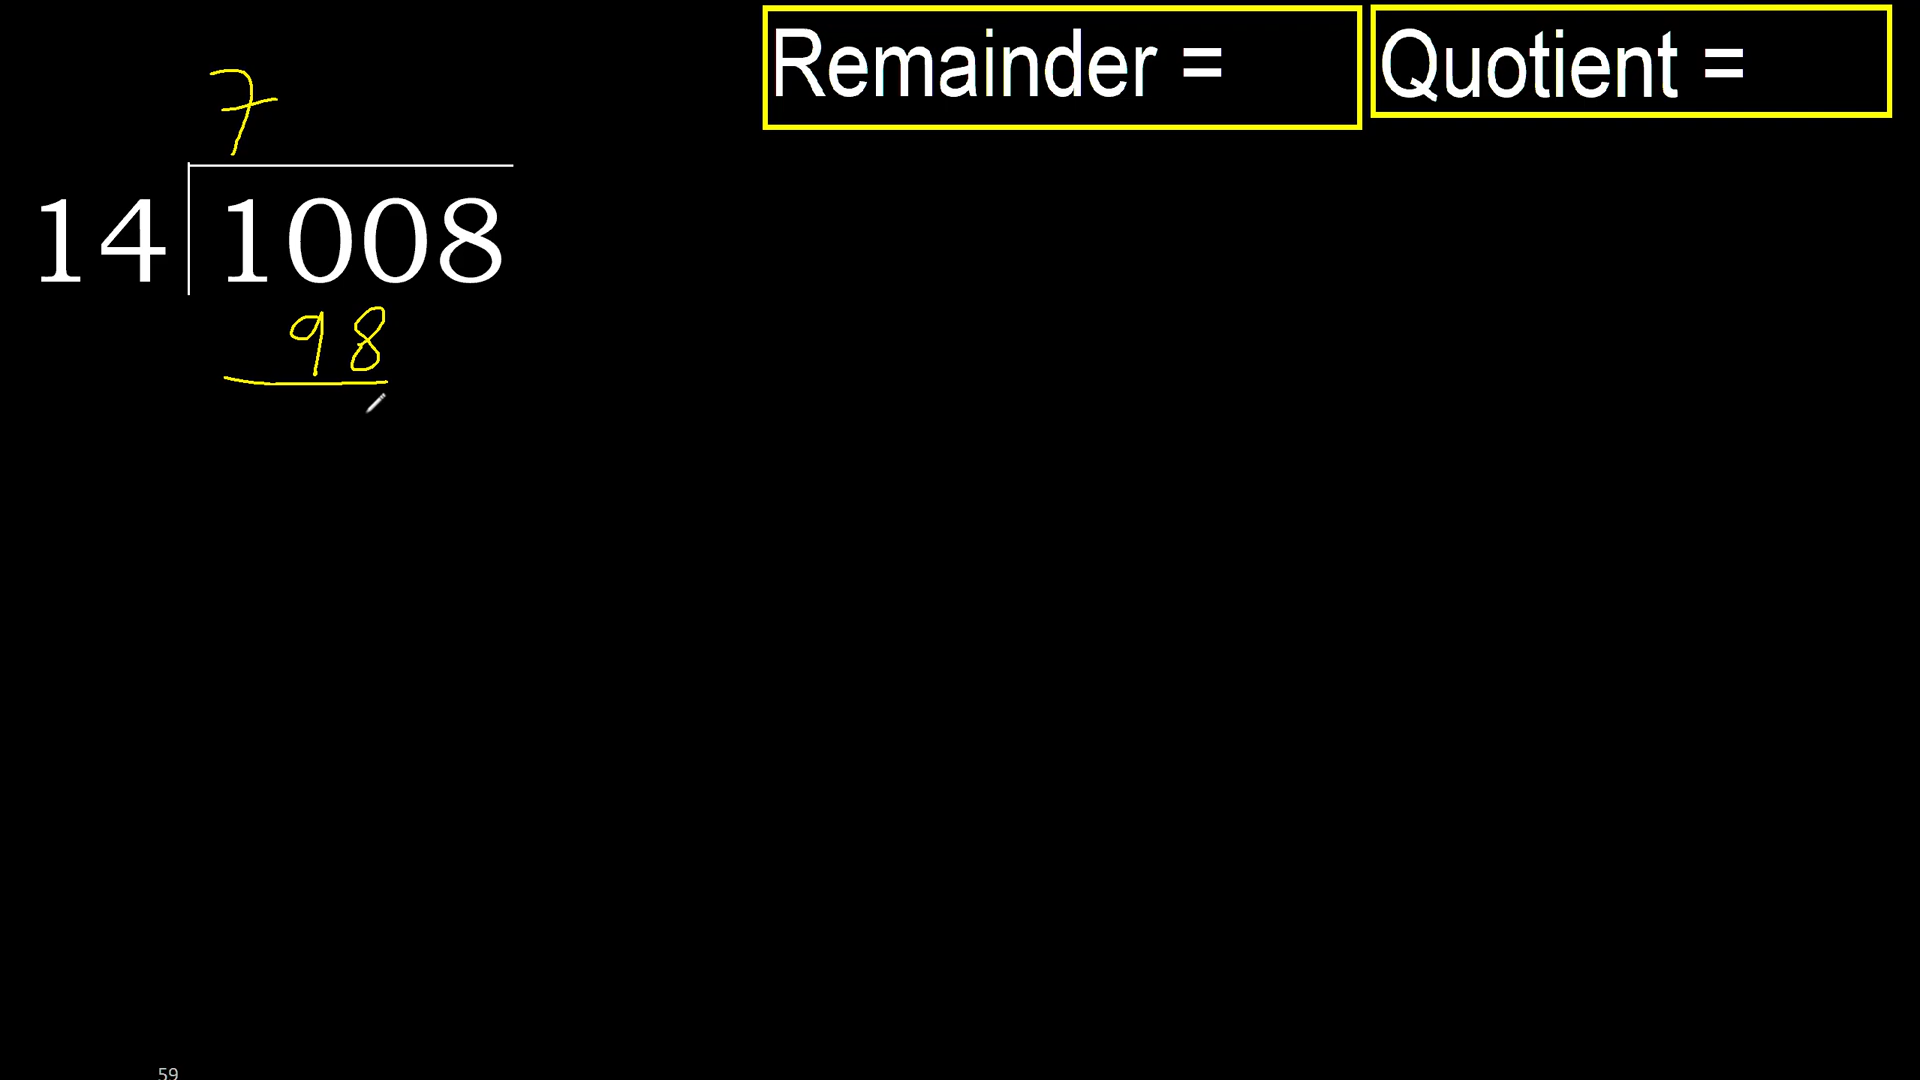 Remainder = Quotient =
7
14 1008
98
59